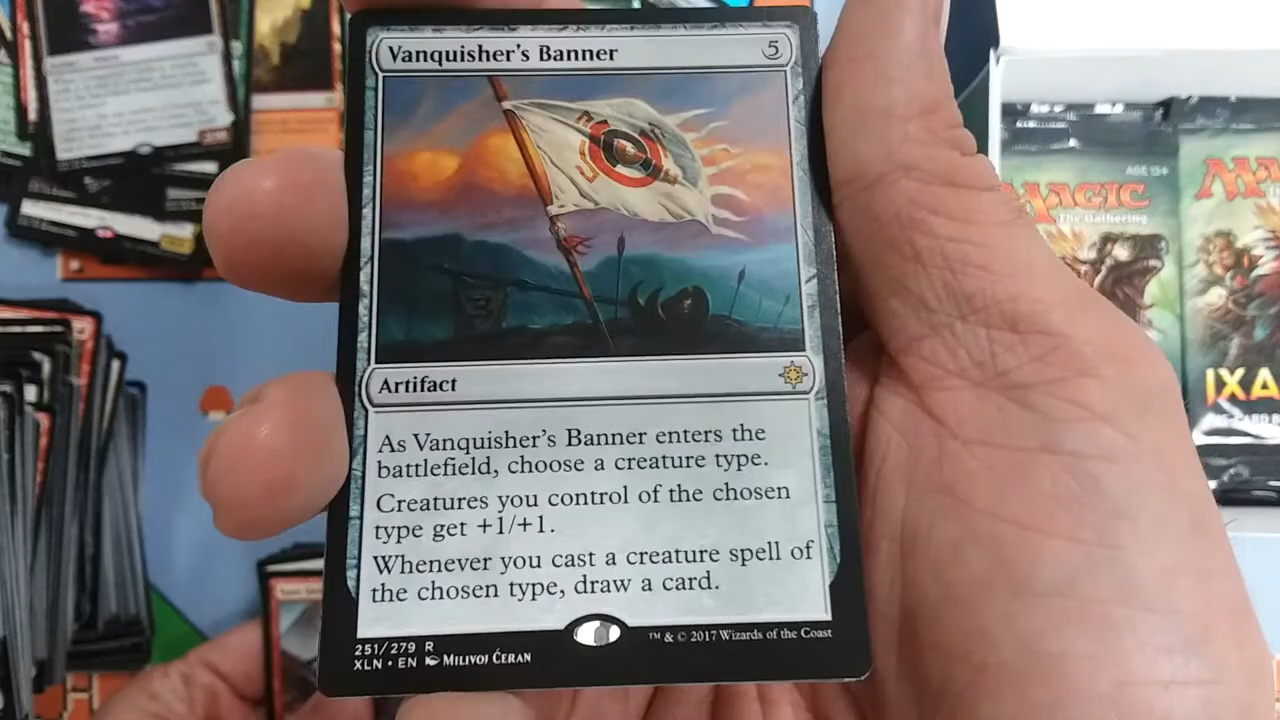 Vanquisher's Banner 5
Artifact
As Vanquisher's Banner enters the
battlefield, choose a creature type.
Creatures you control of the chosen
type get +1/+1.
Whenever you cast a creature spell of
the chosen type, draw a card.
251/279 R
XLN • EN MILIVOJ ĆERAN
™ & © 2017 Wizards of the Coast
AGE 13+
MAGIC
The Gathering
MA
IXA